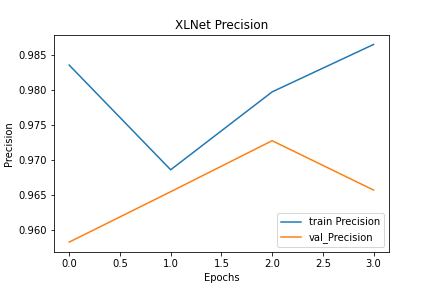 XLNet Precision
Precision
0.985
0.980
0.975
0.970
0.965
0.960
train Precision
val_Precision
0.0 0.5 1.0 1.5 2.0 2.5 3.0
Epochs